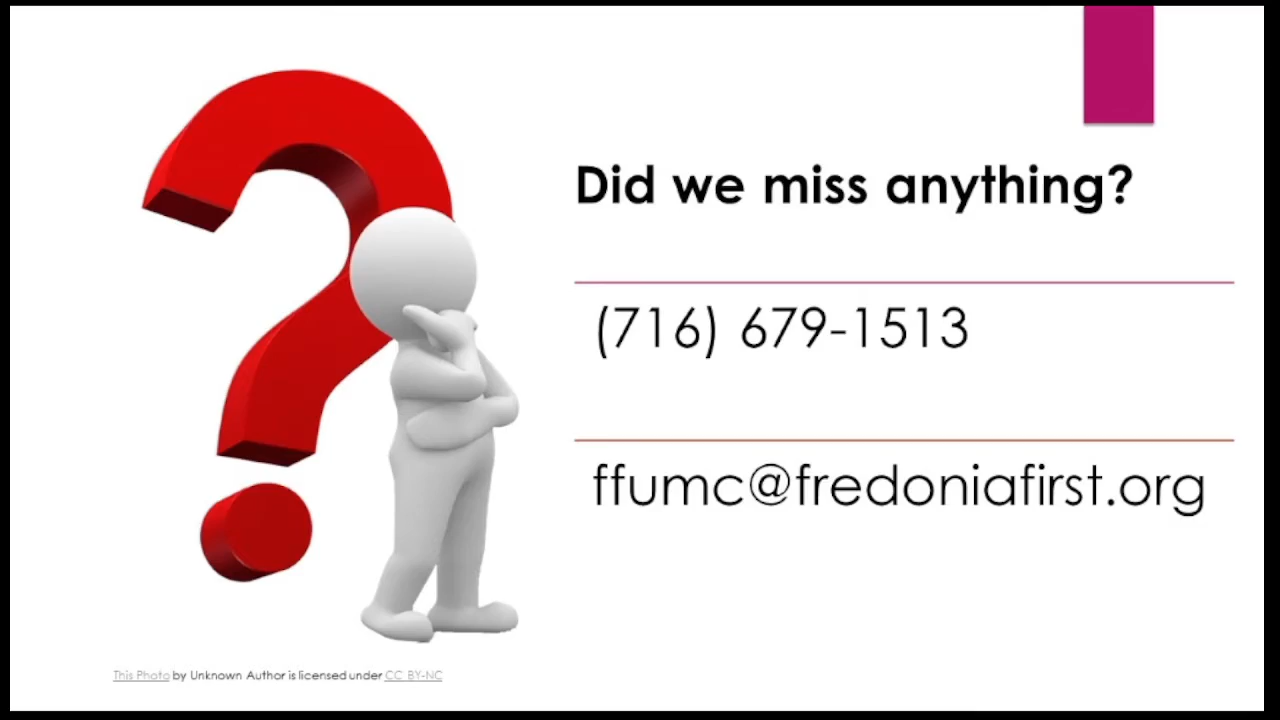 Did we miss anything?
(716) 679-1513
ffumc@fredoniafirst.org
This Photo by Unknown Author is licensed under CC BY-NC